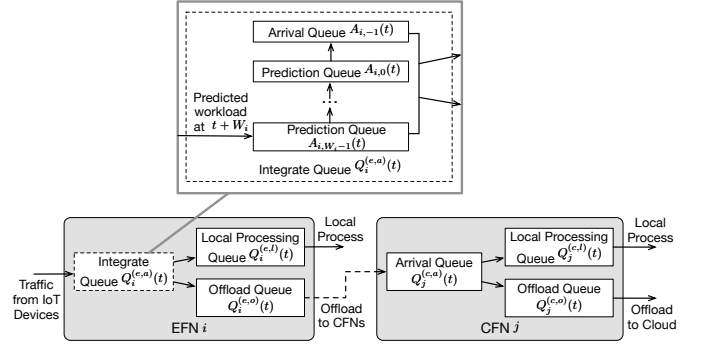 Arrival Queue A_{i,-1}(t)
Prediction Queue A_{i,0}(t)
...
Predicted
workload
at t + W_i
Prediction Queue
A_{i,W_i-1}(t)
Integrate Queue Q_i^{(e,a)}(t)
Traffic
from IoT
Devices
Integrate
Queue Q_i^{(e,a)}(t)
Local Processing
Queue Q_i^{(e,l)}(t)
Offload Queue
Q_i^{(e,o)}(t)
EFN i
Local
Process
Offload
to CFNs
Arrival Queue
Q_j^{(c,a)}(t)
Local Processing
Queue Q_j^{(c,l)}(t)
Offload Queue
Q_j^{(c,o)}(t)
CFN j
Local
Process
Offload
to Cloud